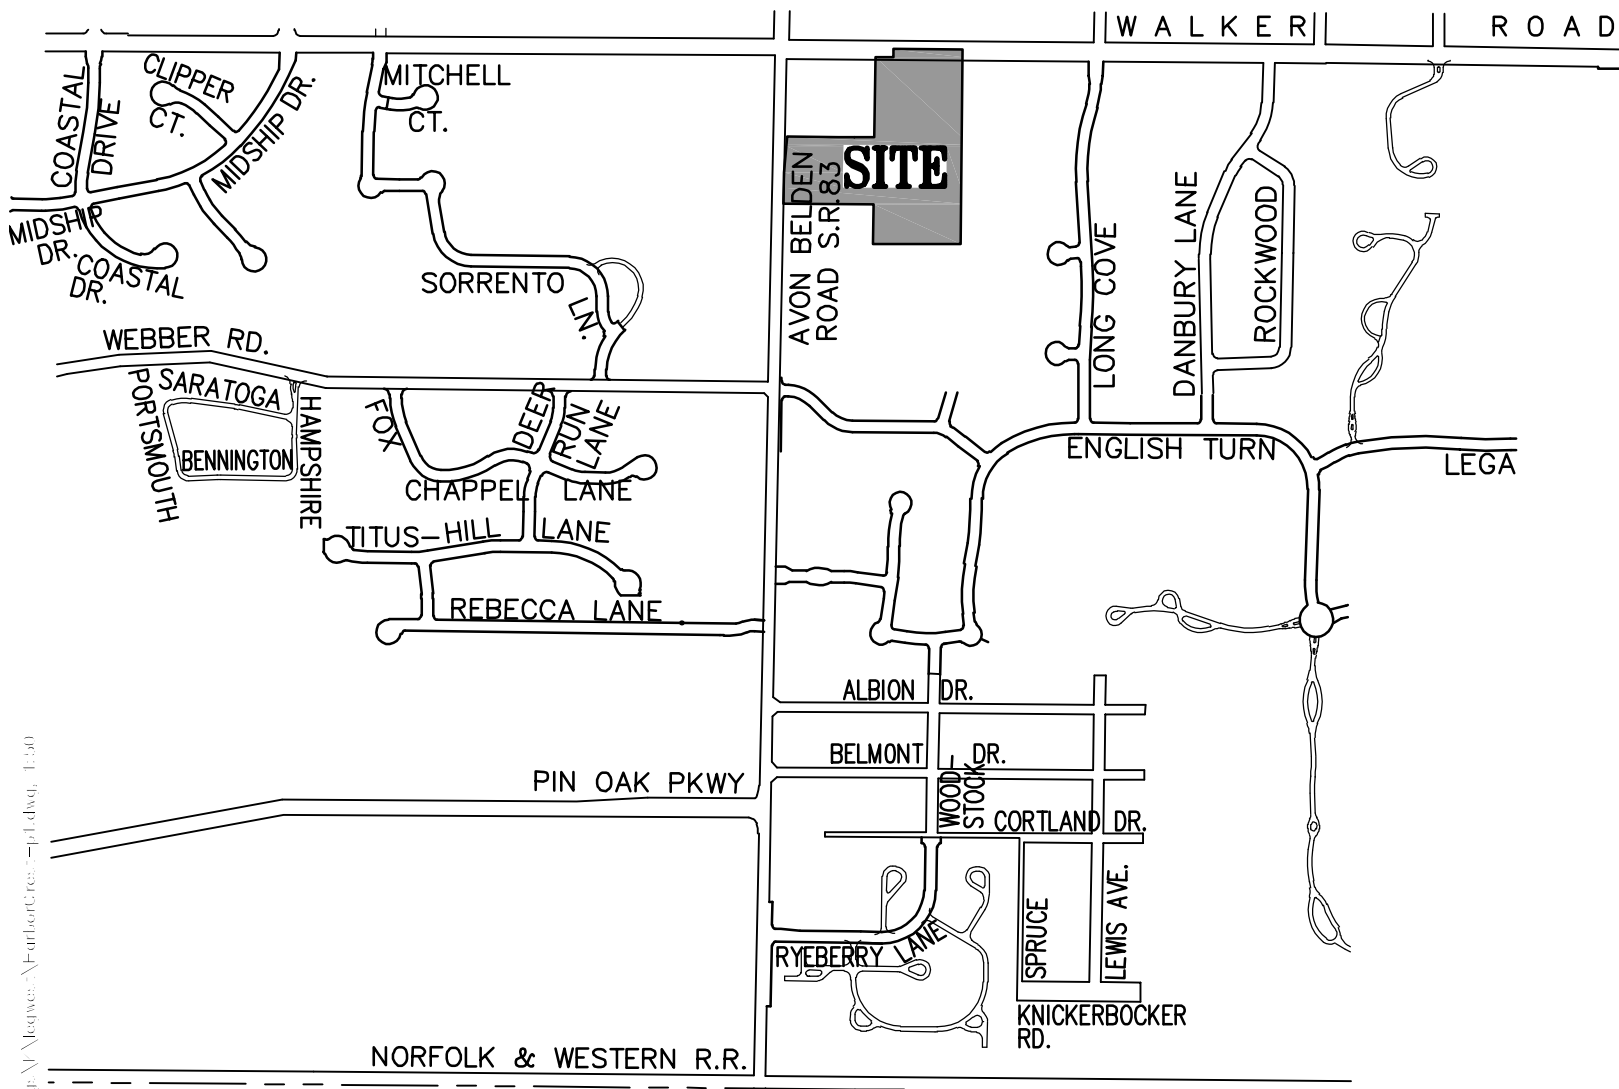 WALKER ROAD
COASTAL
DRIVE
CLIPPER
CT.
MIDSHIP DR.
MITCHELL
CT.
SITE
AVON BELDEN
ROAD S.R.83
MIDSHIP
DR.
COASTAL
DR.
SORRENTO
LN.
LONG COVE
DANBURY LANE
ROCKWOOD
WEBBER RD.
SARATOGA
PORTSMOUTH
BENNINGTON
HAMPSHIRE
FOX
DEER
RUN
LANE
CHAPPEL LANE
ENGLISH TURN
LEGA
TITUS-HILL LANE
REBECCA LANE
ALBION DR.
BELMONT DR.
WOOD-
STOCK
PIN OAK PKWY
CORTLAND DR.
SPRUCE
LEWIS AVE.
RYEBERRY LANE
KNICKERBOCKER
RD.
NORFOLK & WESTERN R.R.